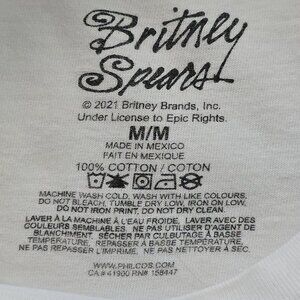 Britney
Spears
© 2021 Britney Brands, Inc.
Under License to Epic Rights.
M/M
MADE IN MEXICO
FAIT EN MEXIQUE
100% COTTON / COTON
MACHINE WASH COLD, WASH WITH LIKE COLOURS,
DO NOT BLEACH, TUMBLE DRY LOW, IRON ON LOW,
DO NOT IRON PRINT, DO NOT DRY CLEAN.
LAVER À LA MACHINE À L'EAU FROIDE, LAVER AVEC DES
COULEURS SEMBLABLES. NE PAS UTILISER D'AGENT DE
BLANCHIMENT. SÉCHER PAR CULBUTAGE À BASSE
TEMPÉRATURE, REPASSER À BASSE TEMPÉRATURE,
NE PAS REPASSER L'IMPRIMÉ, NE PAS NETTOYER À SEC.
WWW.PHILCOS.COM
CA# 41900 RN# 158447